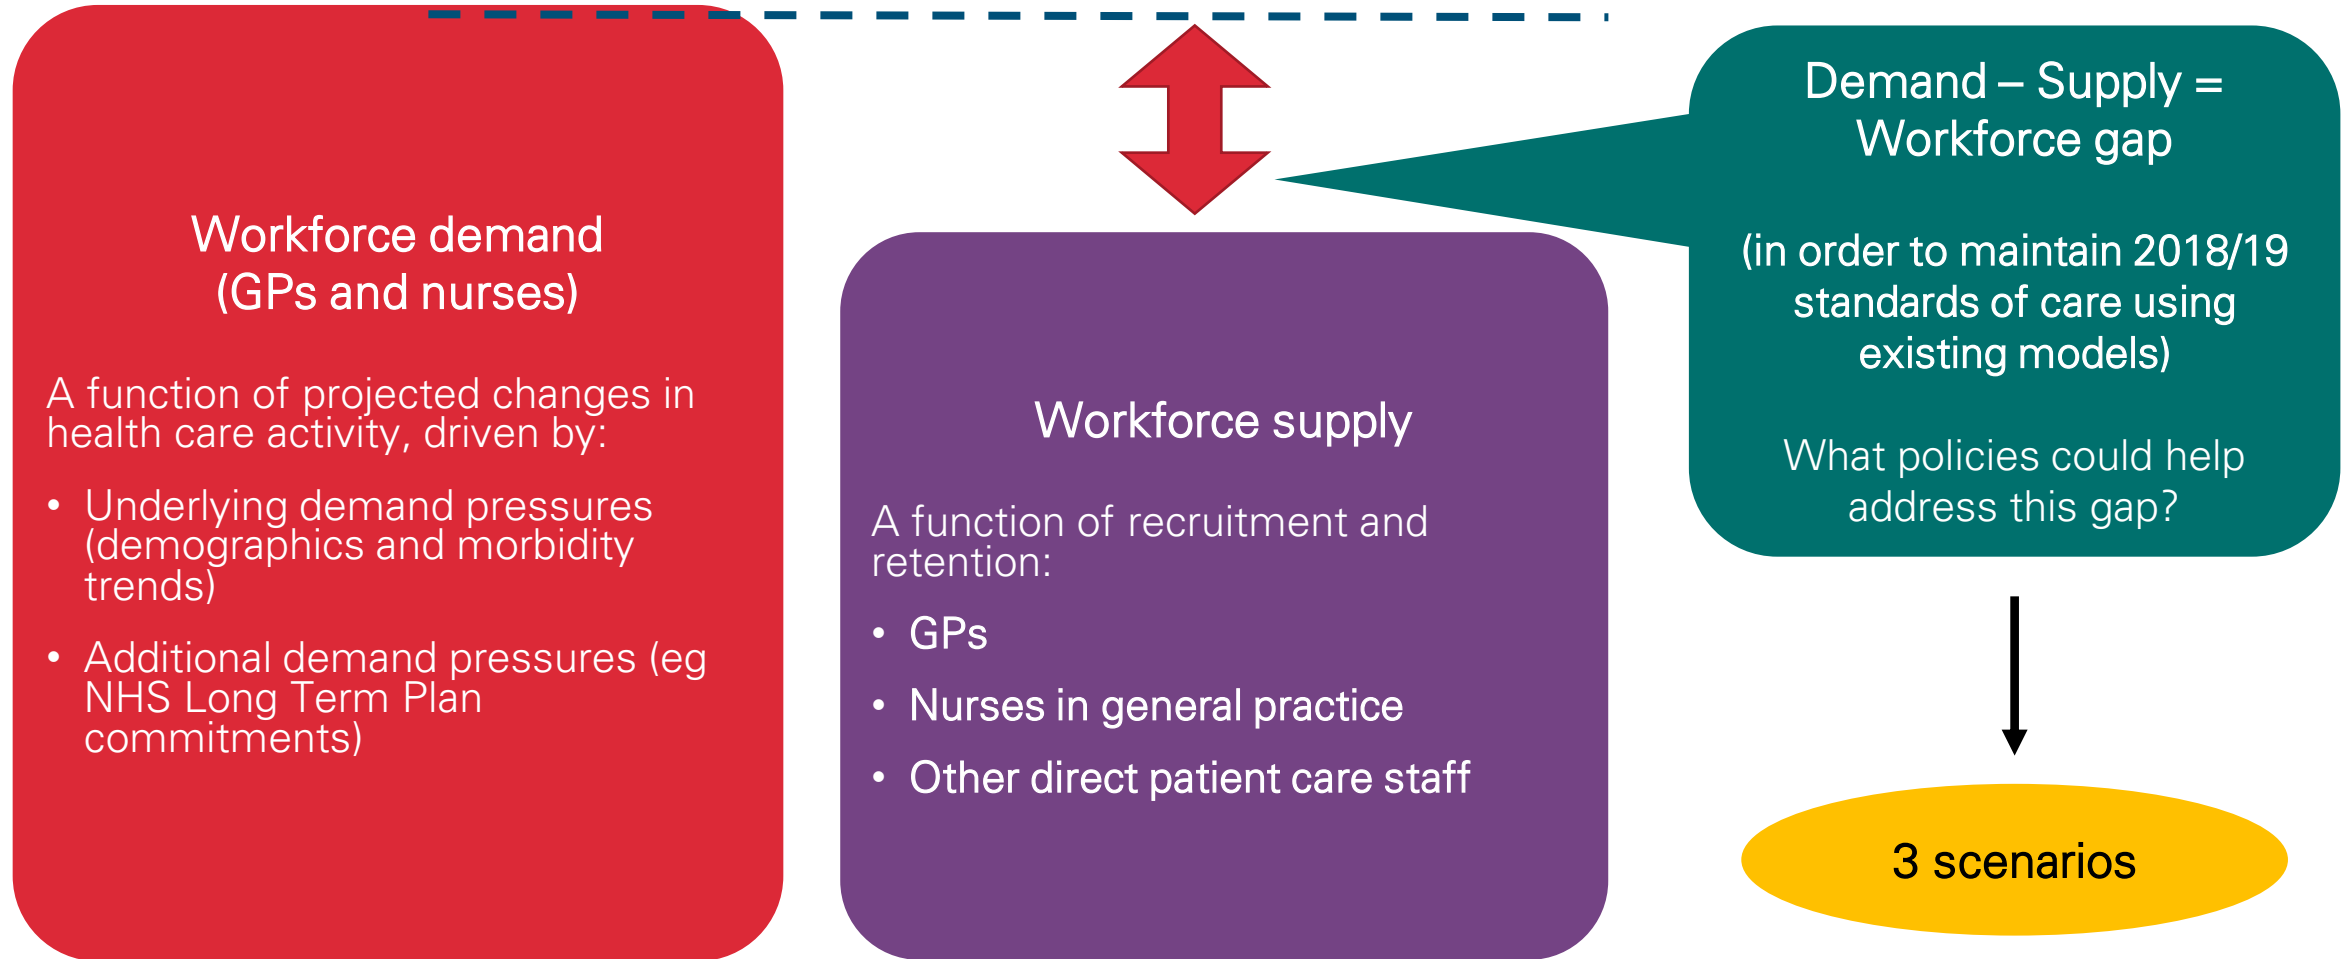 Workforce demand
(GPs and nurses)
A function of projected changes in
health care activity, driven by:
• Underlying demand pressures
(demographics and morbidity
trends)
• Additional demand pressures (eg
NHS Long Term Plan
commitments)
Workforce supply
A function of recruitment and
retention:
• GPs
• Nurses in general practice
• Other direct patient care staff
Demand – Supply =
Workforce gap
(in order to maintain 2018/19
standards of care using
existing models)
What policies could help
address this gap?
3 scenarios